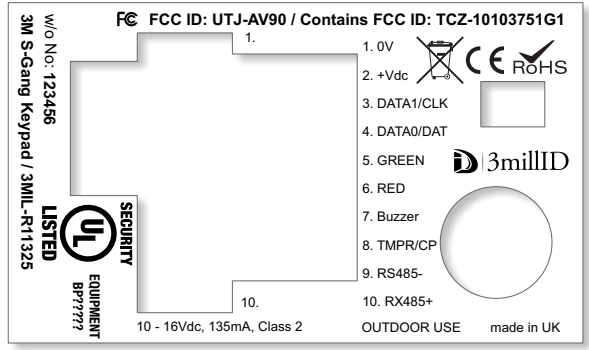 FC FCC ID: UTJ-AV90 / Contains FCC ID: TCZ-10103751G1
3M S-Gang Keypad / 3MIL-R11325
w/o No: 123456
1.
1. 0V
2. +Vdc
3. DATA1/CLK
4. DATA0/DAT
5. GREEN
6. RED
7. Buzzer
8. TMPR/CP
9. RS485-
10. RX485+
CE
RoHS
3millID
SECURITY
UL
LISTED
EQUIPMENT
BP?????
10.
10 - 16Vdc, 135mA, Class 2
OUTDOOR USE
made in UK